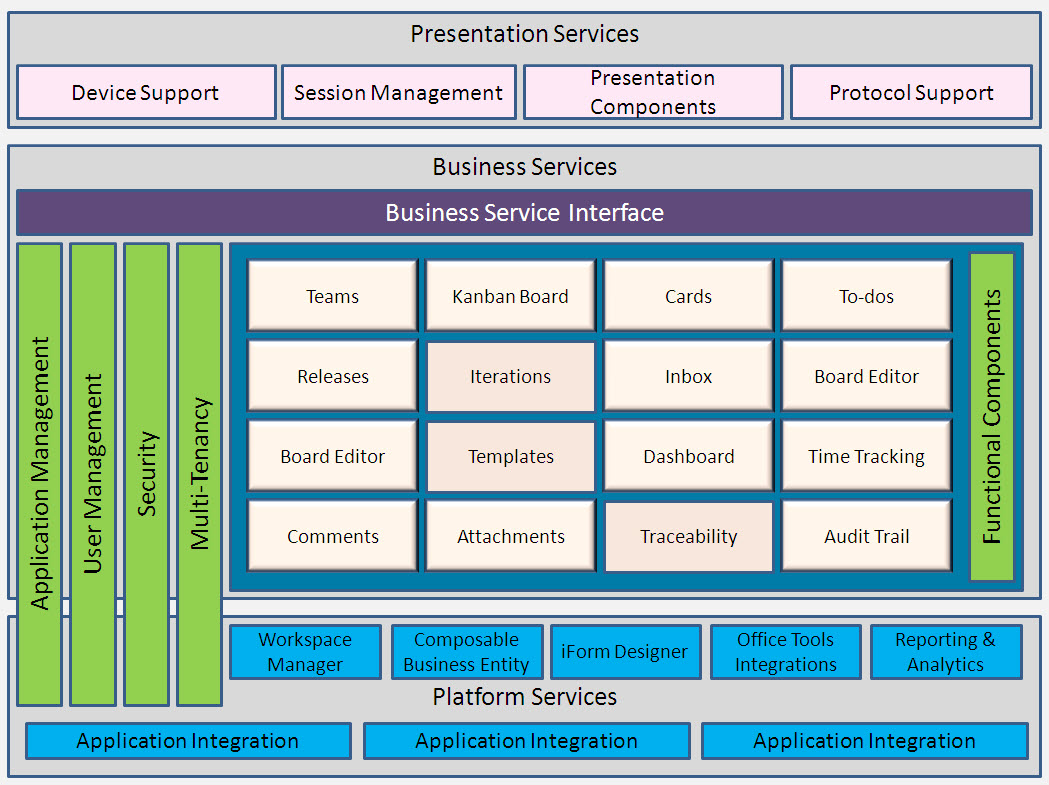 Presentation Services
Device Support
Session Management
Presentation
Components
Protocol Support
Business Services
Business Service Interface
Application Management
User Management
Security
Multi-Tenancy
Teams
Kanban Board
Cards
To-dos
Releases
Iterations
Inbox
Board Editor
Board Editor
Templates
Dashboard
Time Tracking
Comments
Attachments
Traceability
Audit Trail
Functional Components
Workspace
Manager
Composable
Business Entity
iForm Designer
Office Tools
Integrations
Reporting &
Analytics
Platform Services
Application Integration
Application Integration
Application Integration